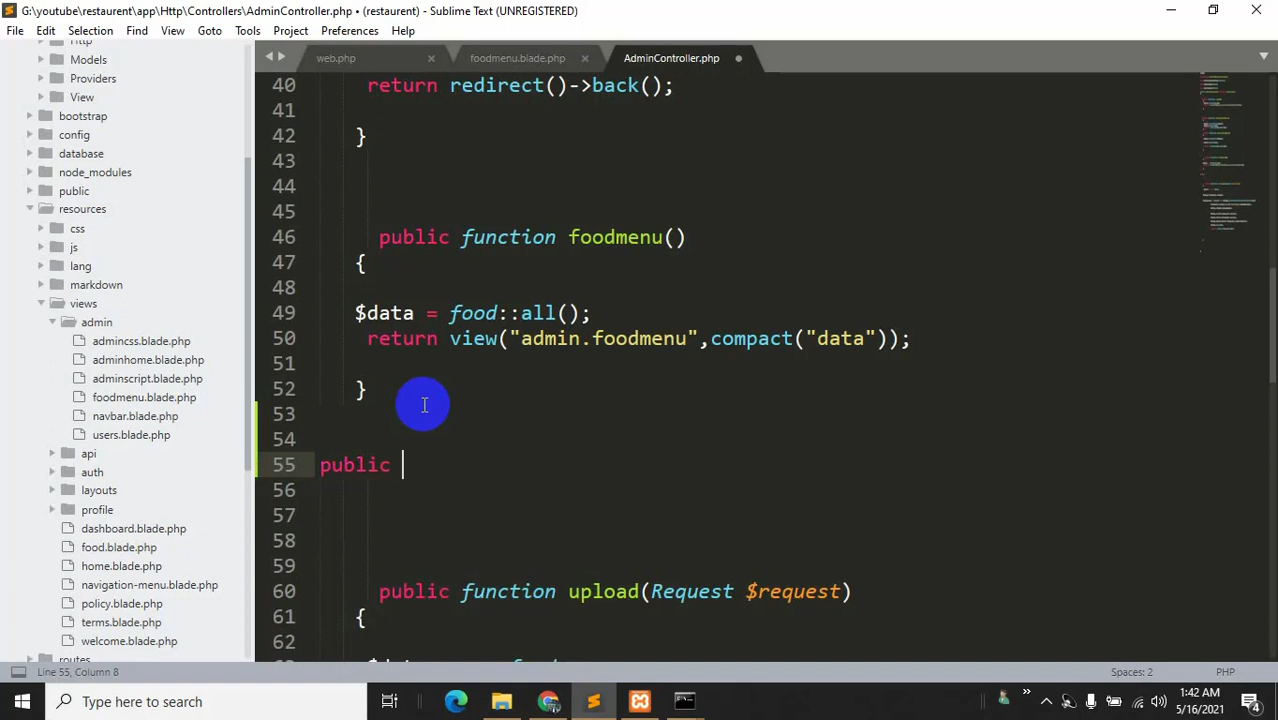 G:\youtube\restaurent\app\Http\Controllers\AdminController.php • (restaurent) - Sublime Text (UNREGISTERED)
File Edit Selection Find View Goto Tools Project Preferences Help
web.php foodmenu.blade.php AdminController.php
Http
Models
Providers
View
bootstrap
config
database
node_modules
public
resources
css
js
lang
markdown
views
admin
admincss.blade.php
adminhome.blade.php
adminscript.blade.php
foodmenu.blade.php
navbar.blade.php
users.blade.php
api
auth
layouts
profile
dashboard.blade.php
food.blade.php
home.blade.php
navigation-menu.blade.php
policy.blade.php
terms.blade.php
welcome.blade.php
routes
40 return redirect()->back();
41
42 }
43
44
45
46 public function foodmenu()
47 {
48
49 $data = food::all();
50 return view("admin.foodmenu",compact("data"));
51
52 }
53
54
55 public
56
57
58
59
60 public function upload(Request $request)
61 {
62
Line 55, Column 8 Spaces: 2 PHP
Type here to search
1:42 AM
5/16/2021
4